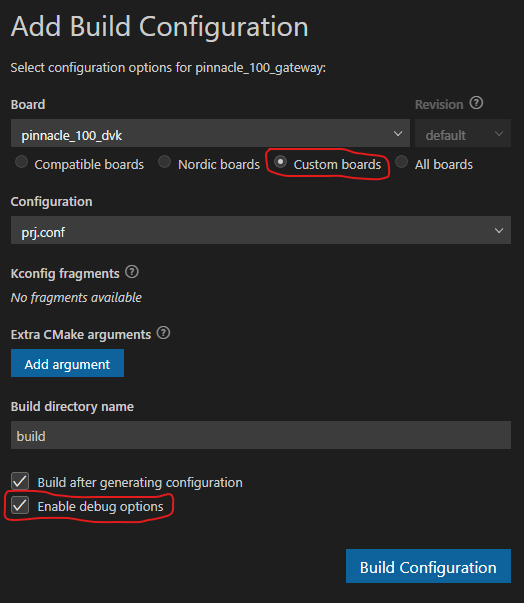 Add Build Configuration
Select configuration options for pinnacle_100_gateway:
Board Revision ?
pinnacle_100_dvk default
Compatible boards Nordic boards Custom boards All boards
Configuration
prj.conf
Kconfig fragments ?
No fragments available
Extra CMake arguments ?
Add argument
Build directory name
build
Build after generating configuration
Enable debug options
Build Configuration